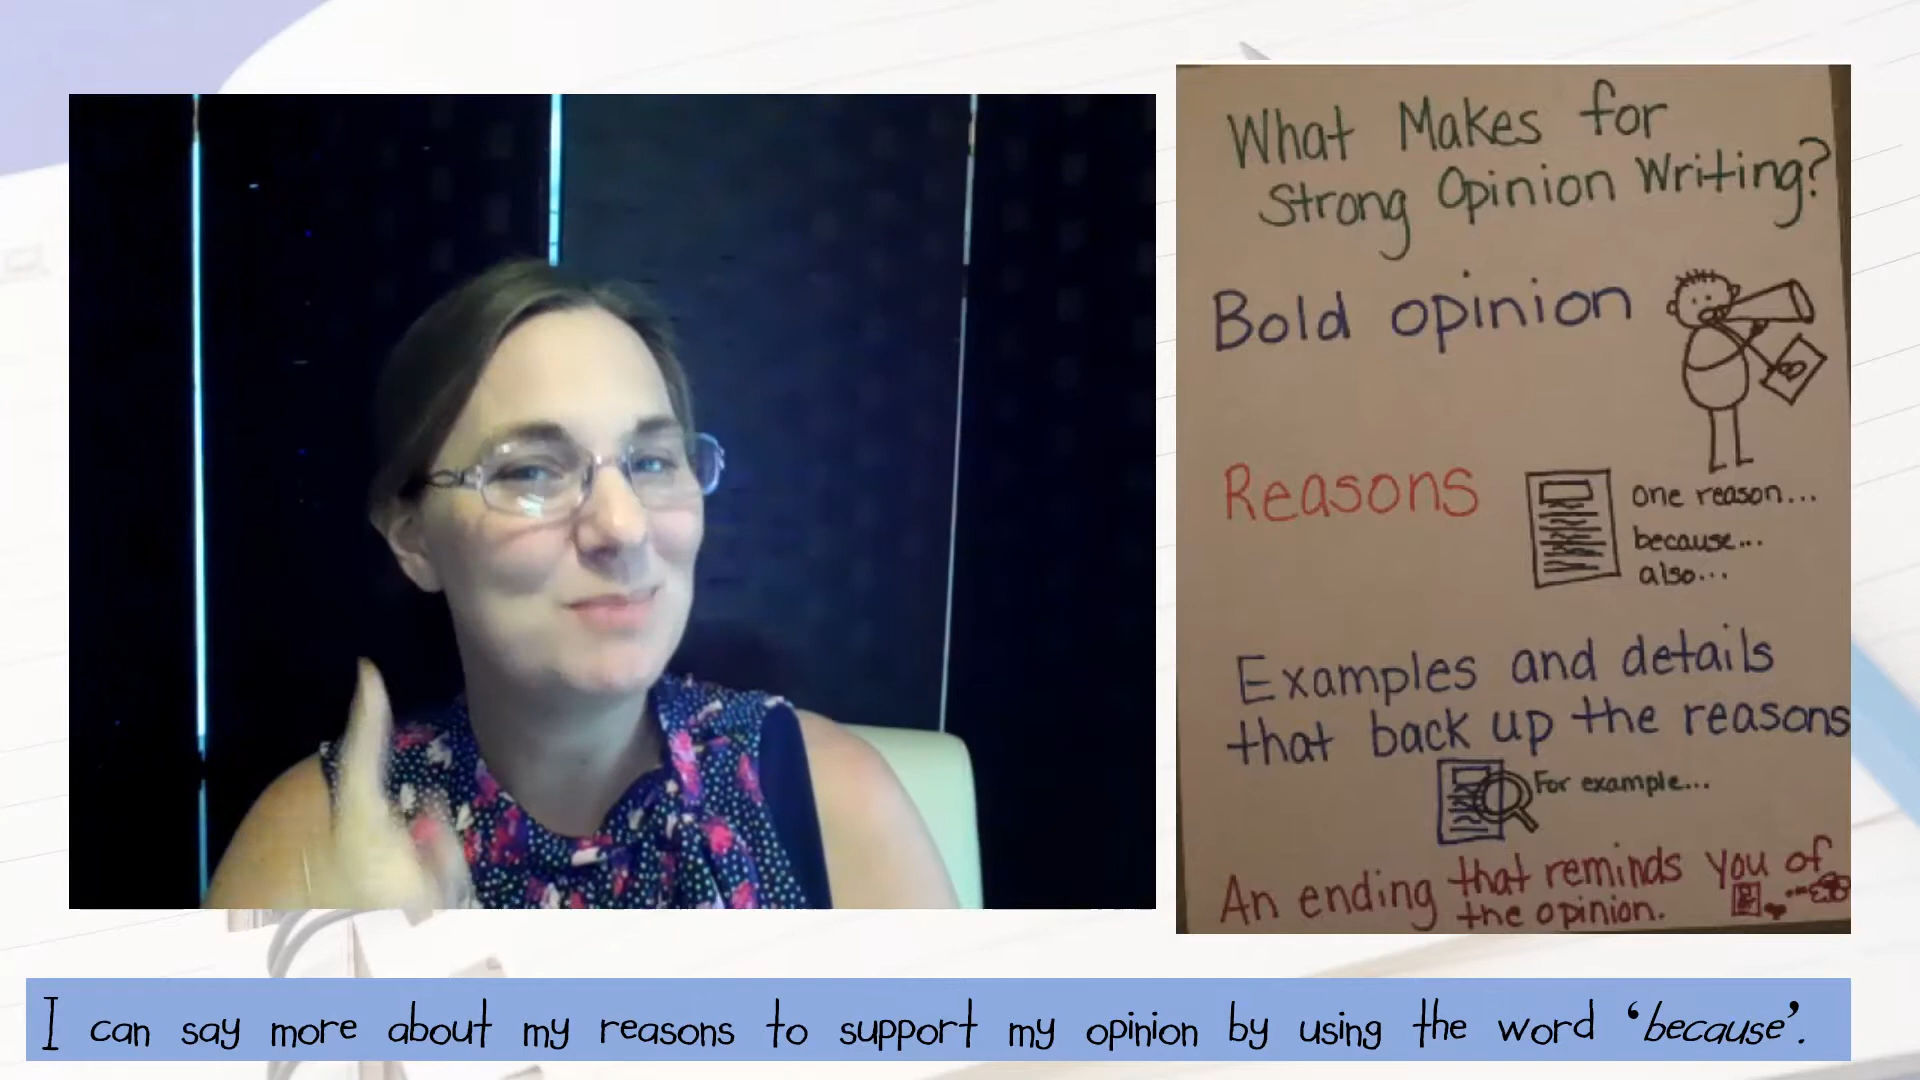 What Makes for
Strong Opinion Writing?
Bold opinion
Reasons
one reason...
because...
also...
Examples and details
that back up the reasons
For example...
An ending that reminds you of
the opinion.
I can say more about my reasons to support my opinion by using the word ‘because’.